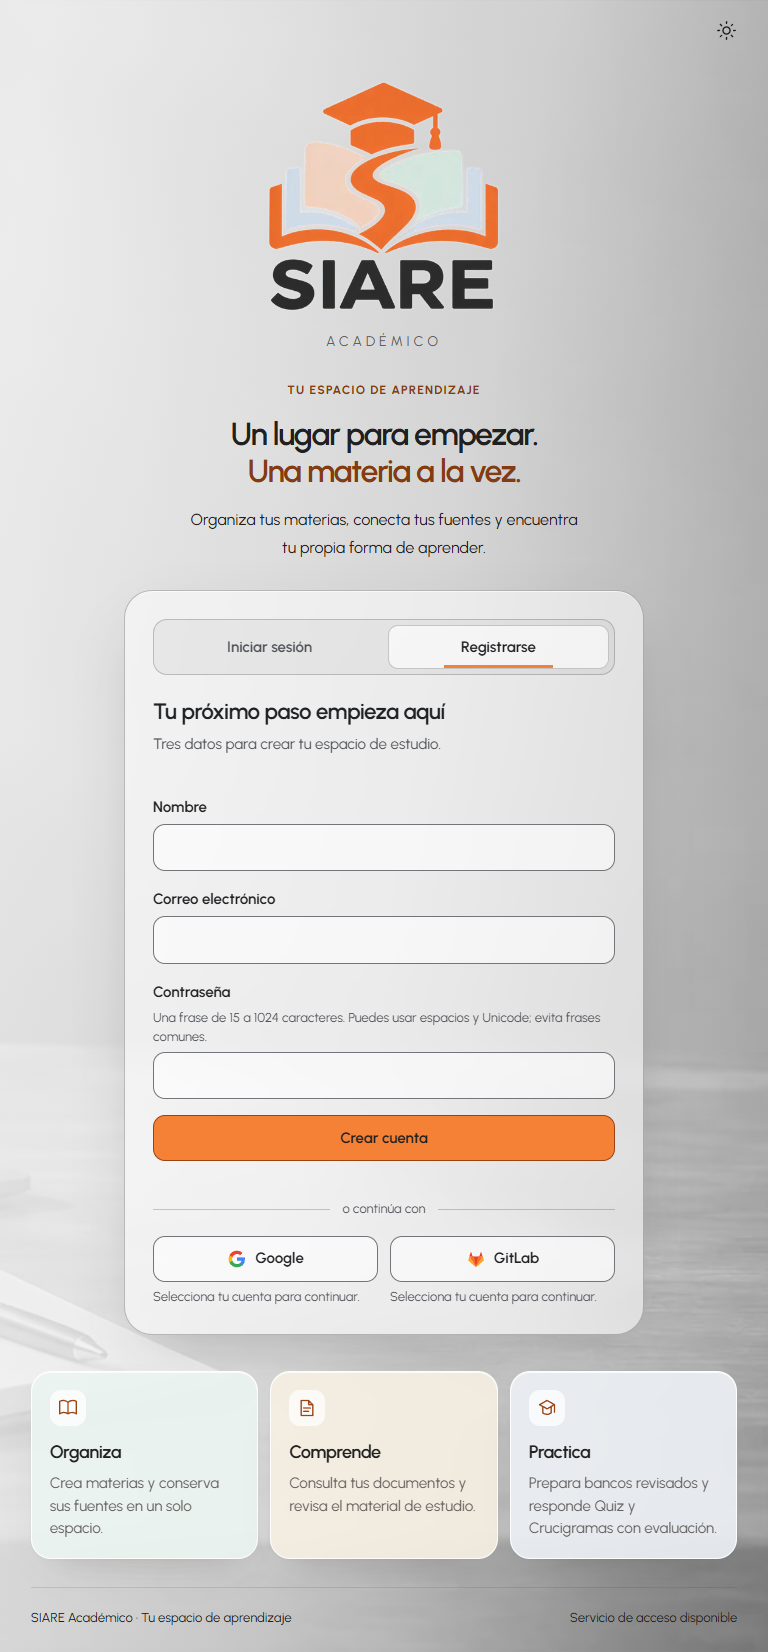 SIARE
ACADÉMICO
TU ESPACIO DE APRENDIZAJE
Un lugar para empezar.
Una materia a la vez.
Organiza tus materias, conecta tus fuentes y encuentra
tu propia forma de aprender.
Iniciar sesión
Registrarse
Tu próximo paso empieza aquí
Tres datos para crear tu espacio de estudio.
Nombre
Correo electrónico
Contraseña
Una frase de 15 a 1024 caracteres. Puedes usar espacios y Unicode; evita frases
comunes.
Crear cuenta
o continúa con
Google
GitLab
Selecciona tu cuenta para continuar.
Selecciona tu cuenta para continuar.
Organiza
Crea materias y conserva
sus fuentes en un solo
espacio.
Comprende
Consulta tus documentos y
revisa el material de estudio.
Practica
Prepara bancos revisados y
responde Quiz y
Crucigramas con evaluación.
SIARE Académico · Tu espacio de aprendizaje
Servicio de acceso disponible